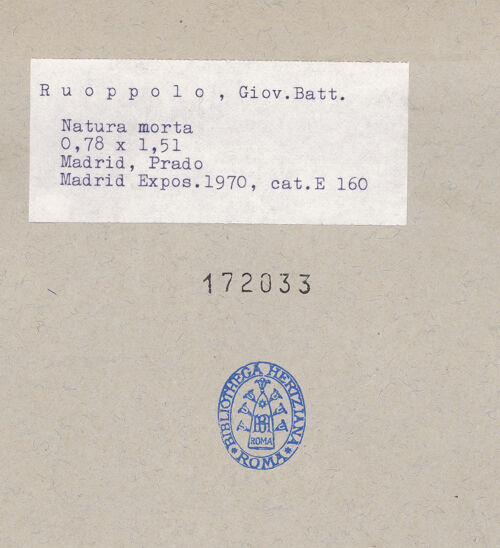 Ruoppolo, Giov.Batt.
Natura morta
0,78 x 1,51
Madrid, Prado
Madrid Expos.1970, cat.E 160
172033
BIBLIOTHECA HERTZIANA
ROMA
ROMA